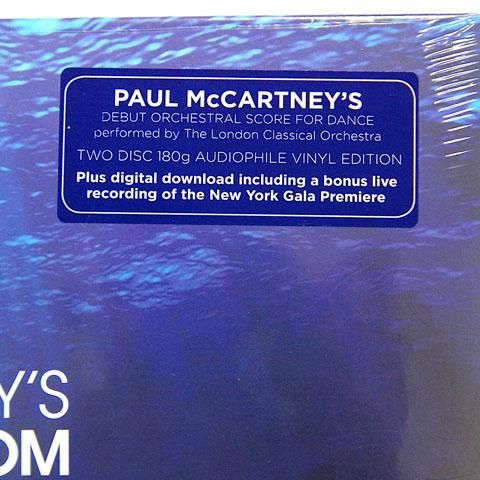 PAUL McCARTNEY'S
DEBUT ORCHESTRAL SCORE FOR DANCE
performed by The London Classical Orchestra
TWO DISC 180g AUDIOPHILE VINYL EDITION
Plus digital download including a bonus live
recording of the New York Gala Premiere
Y'S
OM